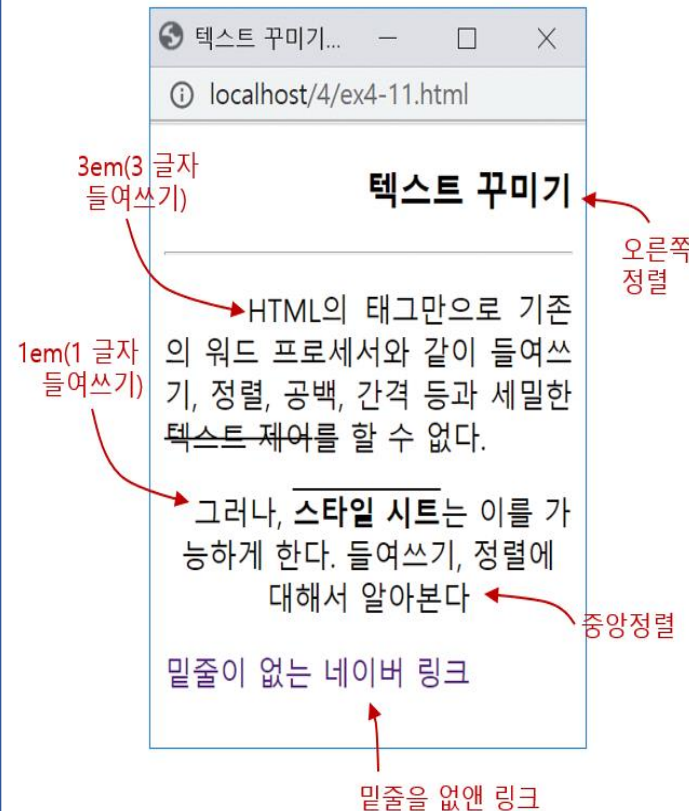 텍스트 꾸미기...
localhost/4/ex4-11.html
3em(3 글자
들여쓰기)
텍스트 꾸미기
오른쪽
정렬
HTML의 태그만으로 기존
의 워드 프로세서와 같이 들여쓰
기, 정렬, 공백, 간격 등과 세밀한
텍스트 제어를 할 수 없다.
1em(1 글자
들여쓰기)
그러나, 스타일 시트는 이를 가
능하게 한다. 들여쓰기, 정렬에
대해서 알아본다
중앙정렬
밑줄이 없는 네이버 링크
밑줄을 없앤 링크